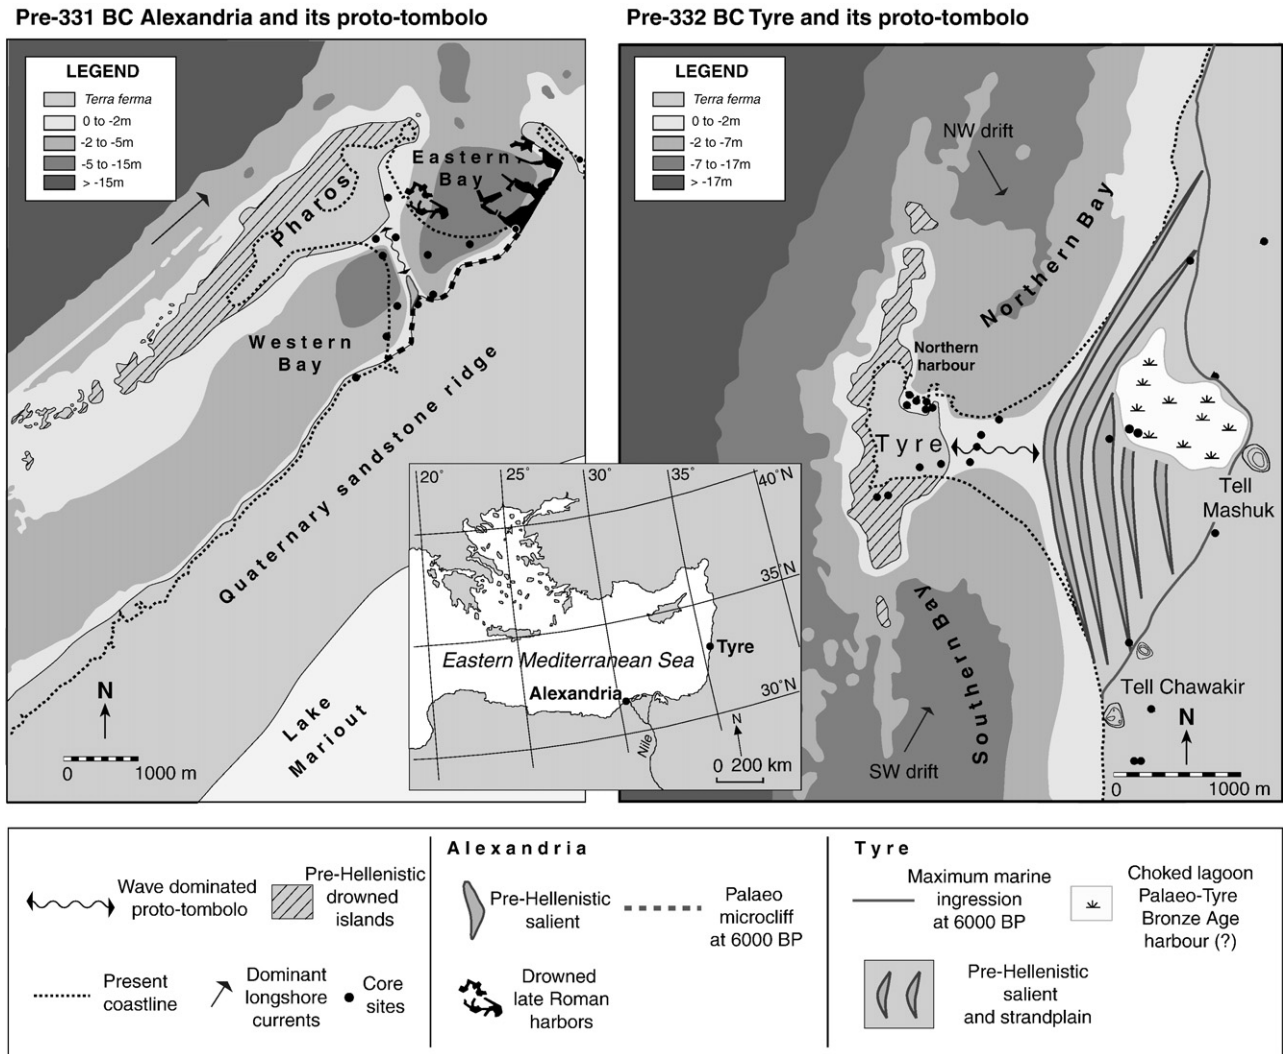 Pre-331 BC Alexandria and its proto-tombolo
LEGEND
Terra ferma
0 to -2m
-2 to -5m
-5 to -15m
> -15m
Pharos
Eastern
Bay
Western
Bay
Quaternary sandstone ridge
Lake
Mariout
N
0 1000 m
Pre-332 BC Tyre and its proto-tombolo
LEGEND
Terra ferma
0 to -2m
-2 to -7m
-7 to -17m
> -17m
NW drift
Northern Bay
Northern
harbour
Tyre
Tell
Mashuk
Southern Bay
SW drift
Tell Chawakir
N
0 1000 m
20° 25° 30° 35° 40°N
35°N
30°N
Eastern Mediterranean Sea
Tyre
Alexandria
Nile
N
0 200 km
Wave dominated
proto-tombolo
Pre-Hellenistic
drowned
islands
Present
coastline
Dominant
longshore
currents
Core
sites
Alexandria
Pre-Hellenistic
salient
Palaeo
microcliff
at 6000 BP
Drowned
late Roman
harbors
Tyre
Maximum marine
ingression
at 6000 BP
Choked lagoon
Palaeo-Tyre
Bronze Age
harbour (?)
Pre-Hellenistic
salient
and strandplain